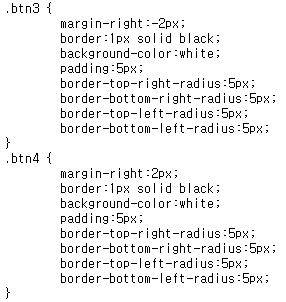 .btn3 {
margin-right:-2px;
border:1px solid black;
background-color:white;
padding:5px;
border-top-right-radius:5px;
border-bottom-right-radius:5px;
border-top-left-radius:5px;
border-bottom-left-radius:5px;
}
.btn4 {
margin-right:2px;
border:1px solid black;
background-color:white;
padding:5px;
border-top-right-radius:5px;
border-bottom-right-radius:5px;
border-top-left-radius:5px;
border-bottom-left-radius:5px;
}